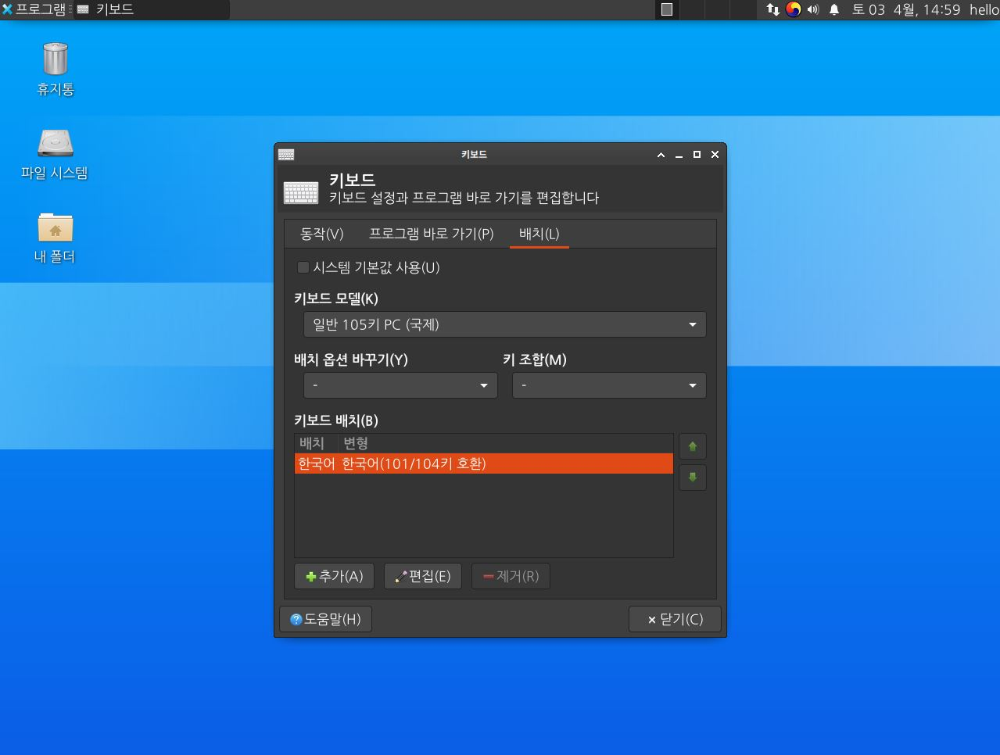 프로그램
키보드
토 03 4월, 14:59 hello
휴지통
파일 시스템
내 폴더
키보드
키보드
키보드 설정과 프로그램 바로 가기를 편집합니다
동작(V) 프로그램 바로 가기(P) 배치(L)
시스템 기본값 사용(U)
키보드 모델(K)
일반 105키 PC (국제)
배치 옵션 바꾸기(Y) 키 조합(M)
- -
키보드 배치(B)
배치 변형
한국어 한국어(101/104키 호환)
추가(A) 편집(E) 제거(R)
도움말(H) 닫기(C)